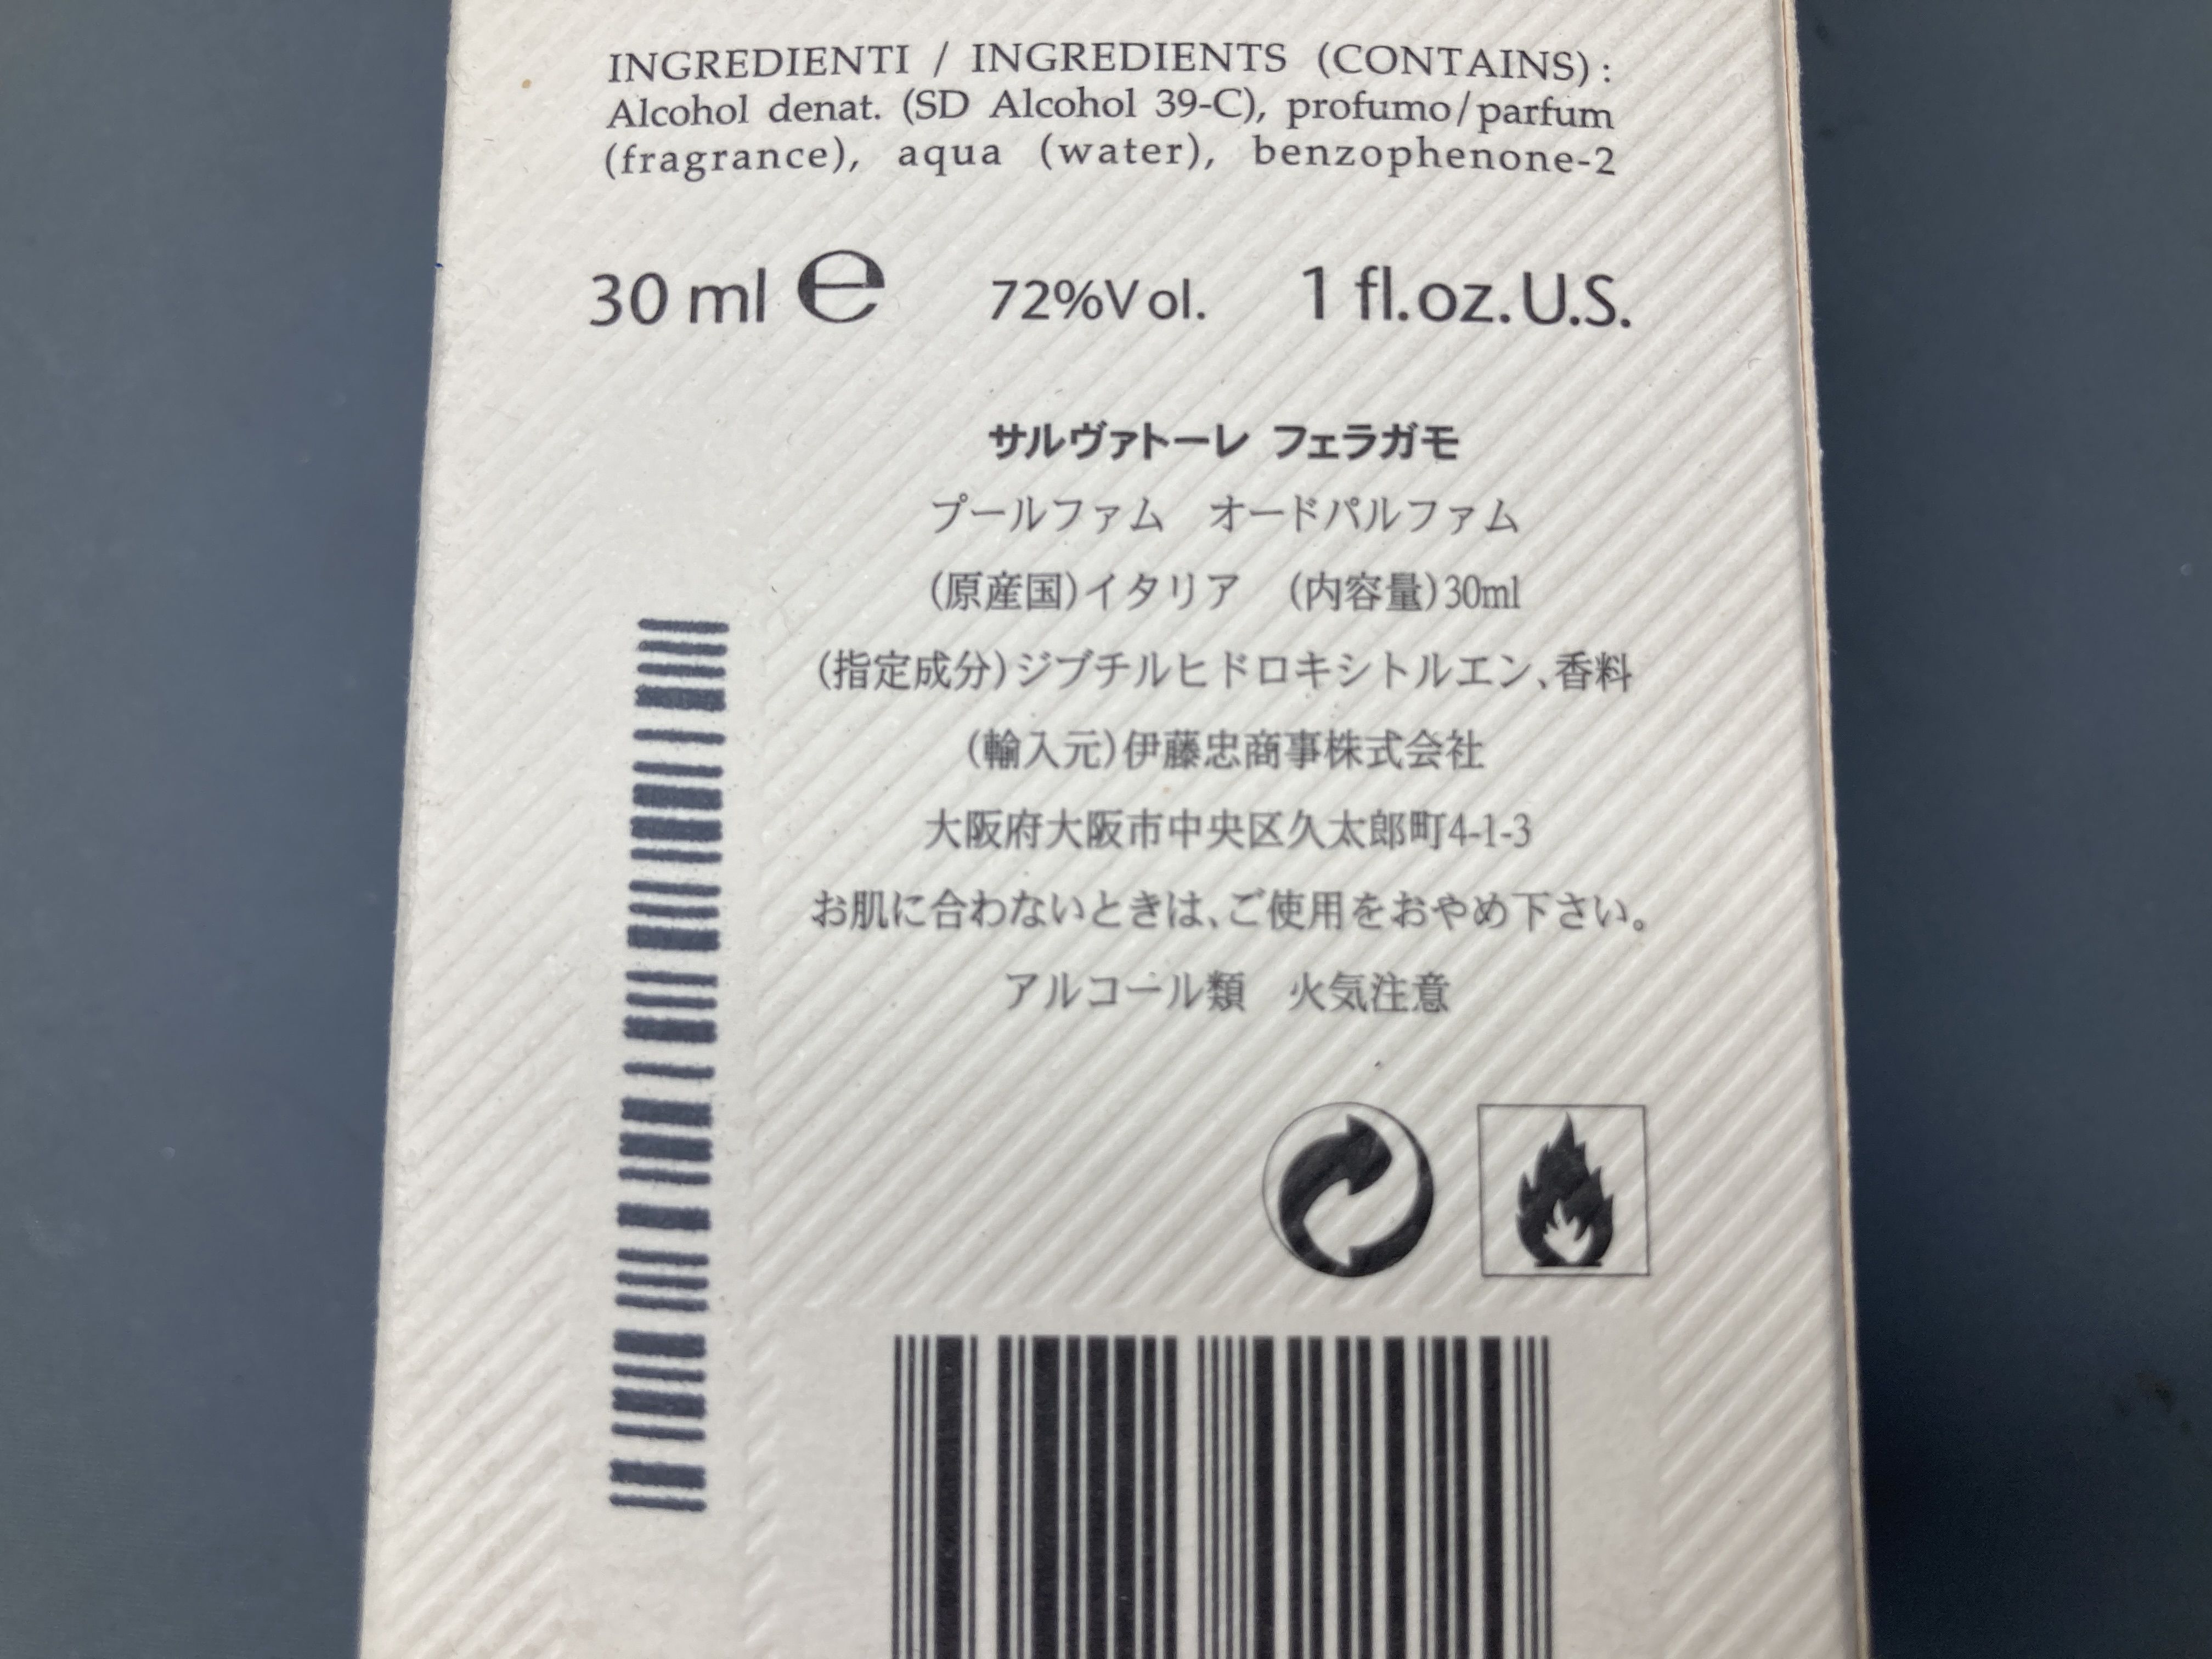 INGREDIENTI / INGREDIENTS (CONTAINS):
Alcohol denat. (SD Alcohol 39-C), profumo/parfum
(fragrance), aqua (water), benzophenone-2
30 ml ℮ 72%Vol. 1 fl.oz.U.S.
サルヴァトーレ フェラガモ
プールファム　オードパルファム
(原産国)イタリア　(内容量)30ml
(指定成分)ジブチルヒドロキシトルエン、香料
(輸入元)伊藤忠商事株式会社
大阪府大阪市中央区久太郎町4-1-3
お肌に合わないときは、ご使用をおやめ下さい。
アルコール類　火気注意